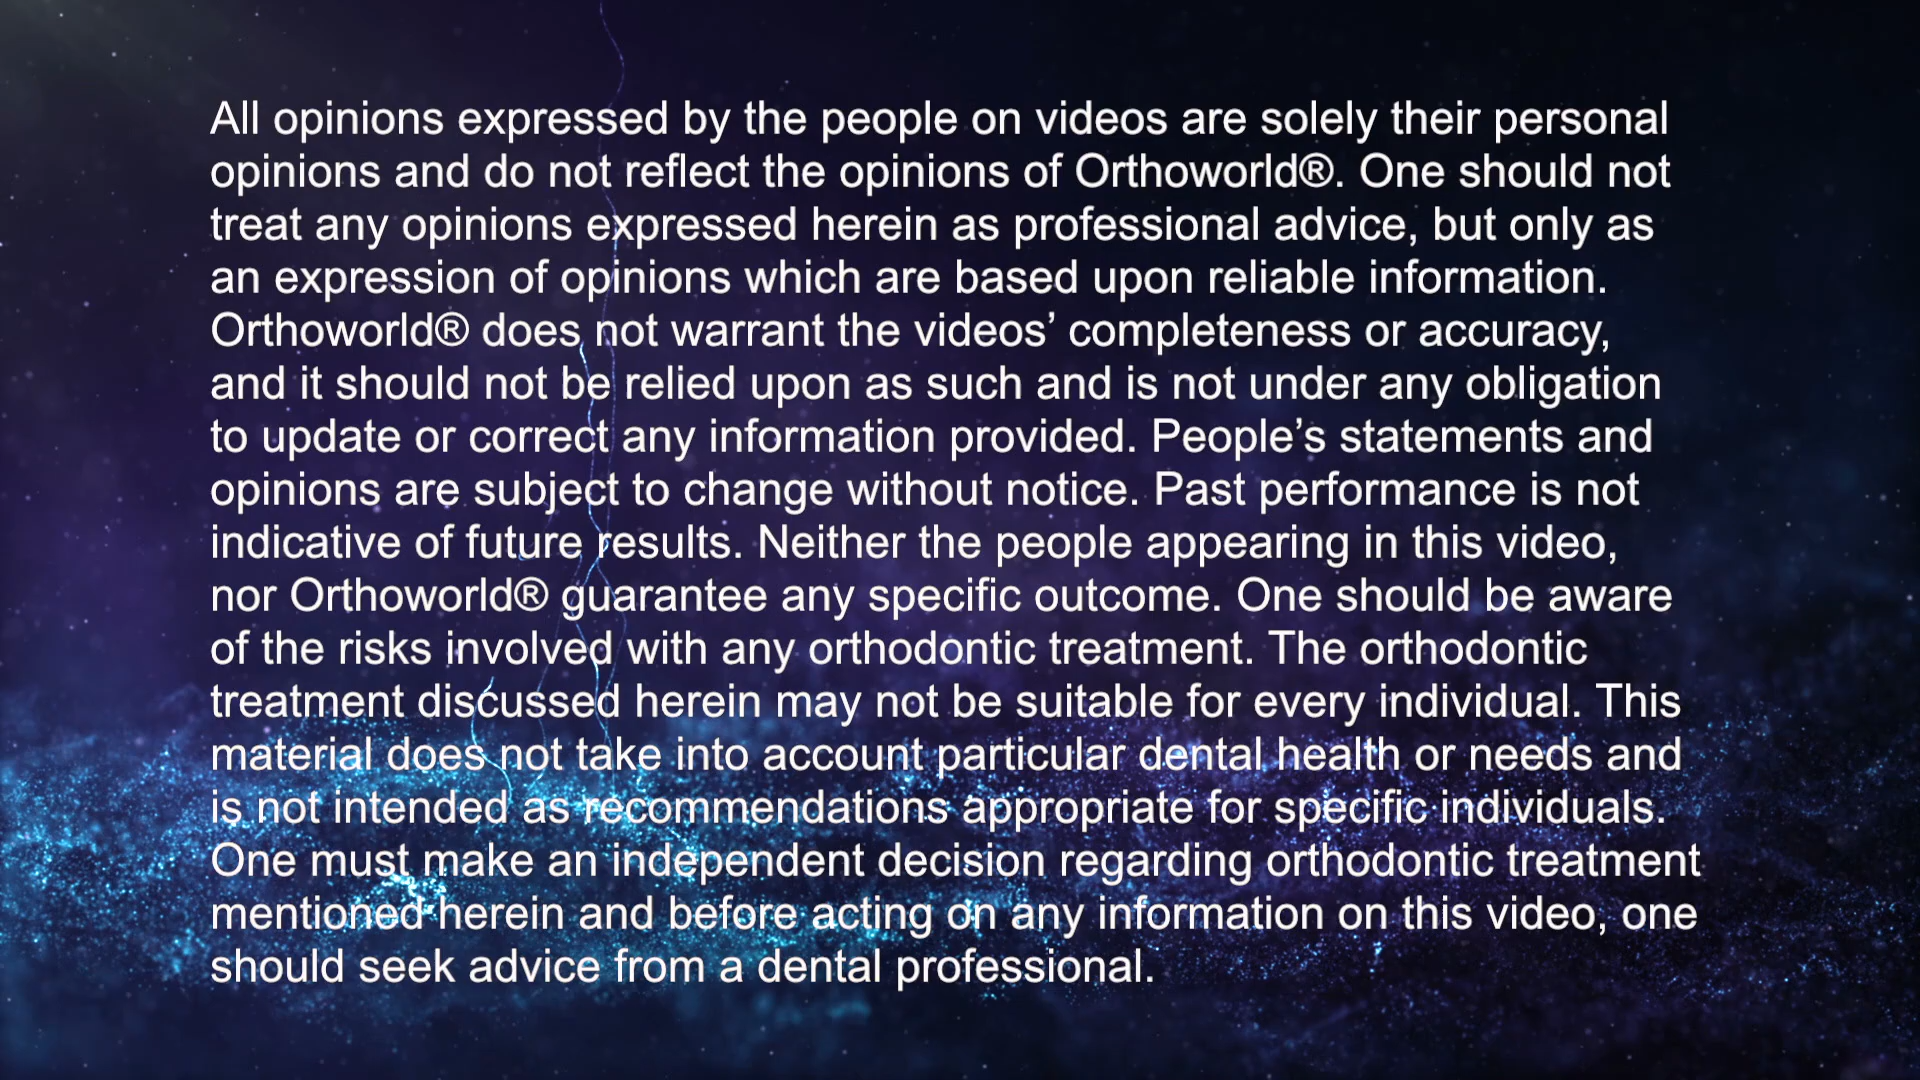 All opinions expressed by the people on videos are solely their personal
opinions and do not reflect the opinions of Orthoworld®. One should not
treat any opinions expressed herein as professional advice, but only as
an expression of opinions which are based upon reliable information.
Orthoworld® does not warrant the videos’ completeness or accuracy,
and it should not be relied upon as such and is not under any obligation
to update or correct any information provided. People’s statements and
opinions are subject to change without notice. Past performance is not
indicative of future results. Neither the people appearing in this video,
nor Orthoworld® guarantee any specific outcome. One should be aware
of the risks involved with any orthodontic treatment. The orthodontic
treatment discussed herein may not be suitable for every individual. This
material does not take into account particular dental health or needs and
is not intended as recommendations appropriate for specific individuals.
One must make an independent decision regarding orthodontic treatment
mentioned herein and before acting on any information on this video, one
should seek advice from a dental professional.